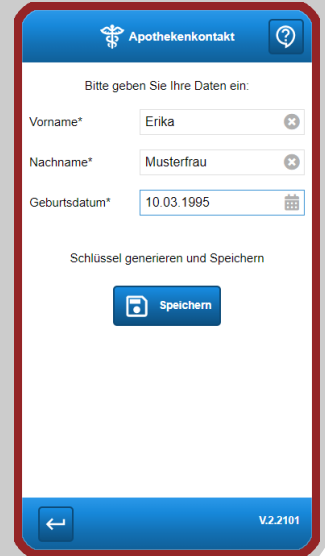 Apothekenkontakt
Bitte geben Sie Ihre Daten ein:
Vorname* Erika
Nachname* Musterfrau
Geburtsdatum* 10.03.1995
Schlüssel generieren und Speichern
Speichern
V.2.2101